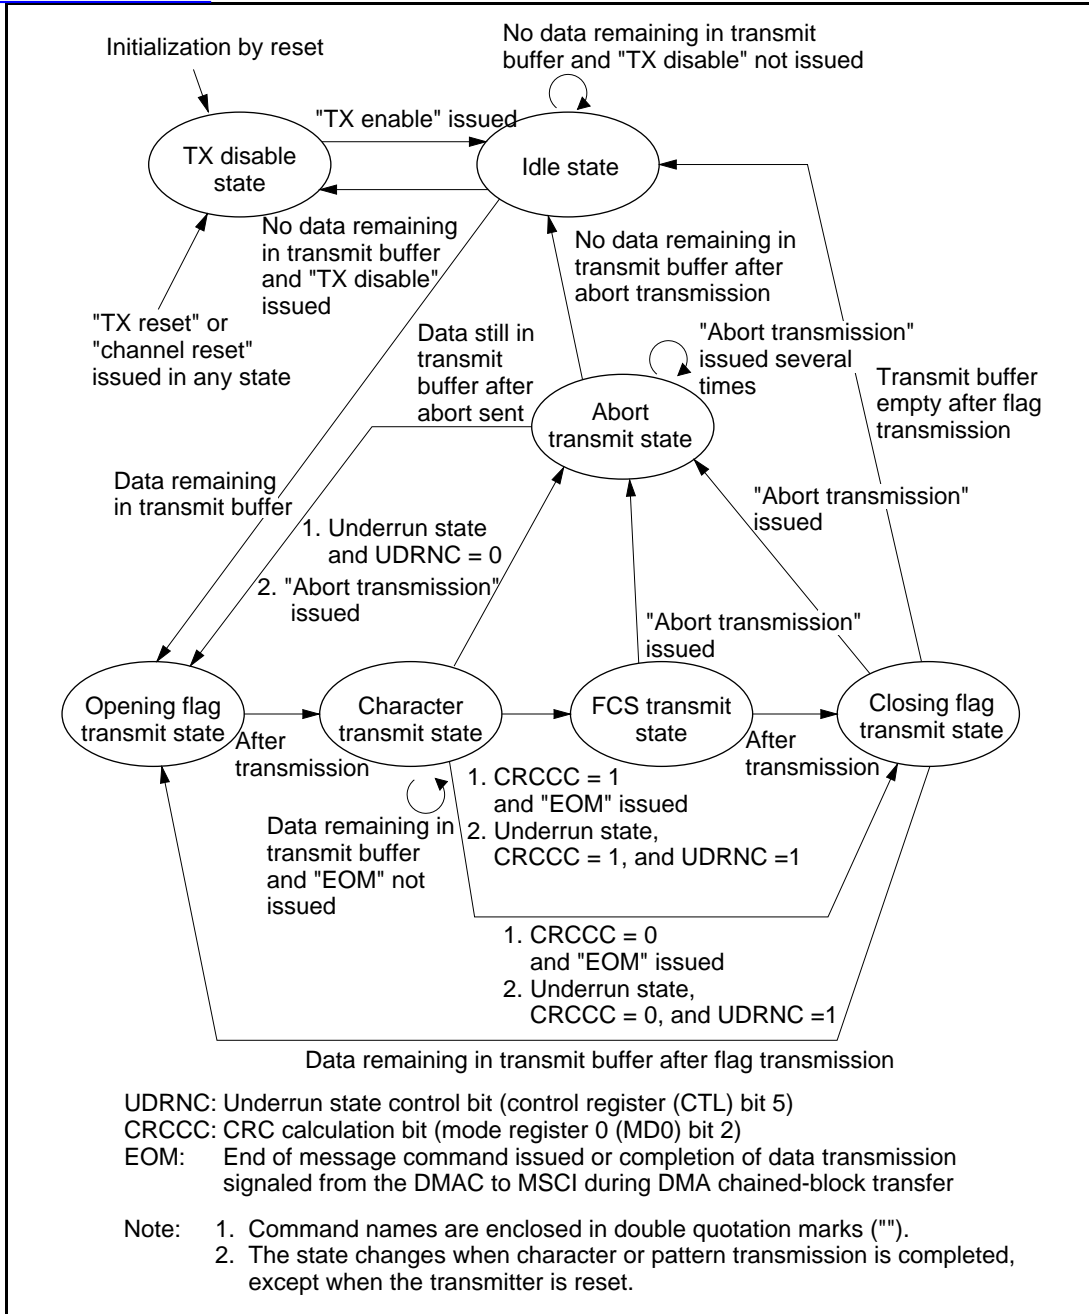 Initialization by reset
No data remaining in transmit
buffer and "TX disable" not issued
"TX enable" issued
TX disable
state
Idle state
No data remaining
in transmit buffer
and "TX disable"
issued
No data remaining in
transmit buffer after
abort transmission
"TX reset" or
"channel reset"
issued in any state
Data still in
transmit
buffer after
abort sent
"Abort transmission"
issued several
times
Transmit buffer
empty after flag
transmission
Abort
transmit state
Data remaining
in transmit buffer
"Abort transmission"
issued
1. Underrun state
and UDRNC = 0
2. "Abort transmission"
issued
"Abort transmission"
issued
Opening flag
transmit state
Character
transmit state
FCS transmit
state
Closing flag
transmit state
After
transmission
After
transmission
1. CRCCC = 1
and "EOM" issued
2. Underrun state,
CRCCC = 1, and UDRNC =1
Data remaining in
transmit buffer
and "EOM" not
issued
1. CRCCC = 0
and "EOM" issued
2. Underrun state,
CRCCC = 0, and UDRNC =1
Data remaining in transmit buffer after flag transmission
UDRNC: Underrun state control bit (control register (CTL) bit 5)
CRCCC: CRC calculation bit (mode register 0 (MD0) bit 2)
EOM: End of message command issued or completion of data transmission
signaled from the DMAC to MSCI during DMA chained-block transfer
Note: 1. Command names are enclosed in double quotation marks ("").
2. The state changes when character or pattern transmission is completed,
except when the transmitter is reset.